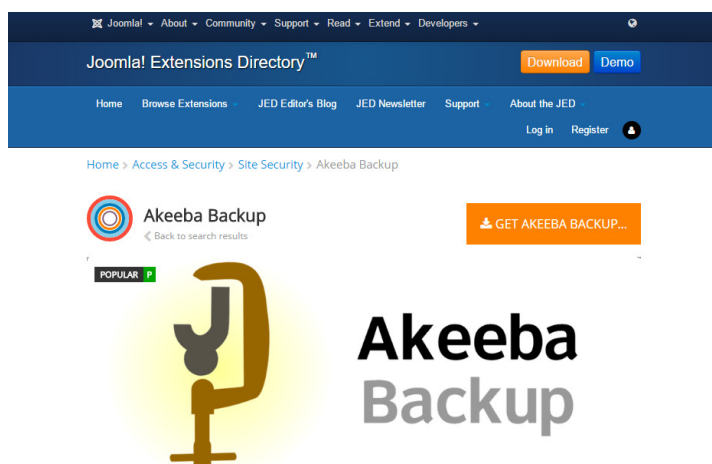 Joomla! About Community Support Read Extend Developers
Joomla! Extensions Directory™
Download Demo
Home Browse Extensions JED Editor's Blog JED Newsletter Support About the JED
Log in Register
Home > Access & Security > Site Security > Akeeba Backup
Akeeba Backup
Back to search results
GET AKEEBA BACKUP...
POPULAR P
Akeeba
Backup